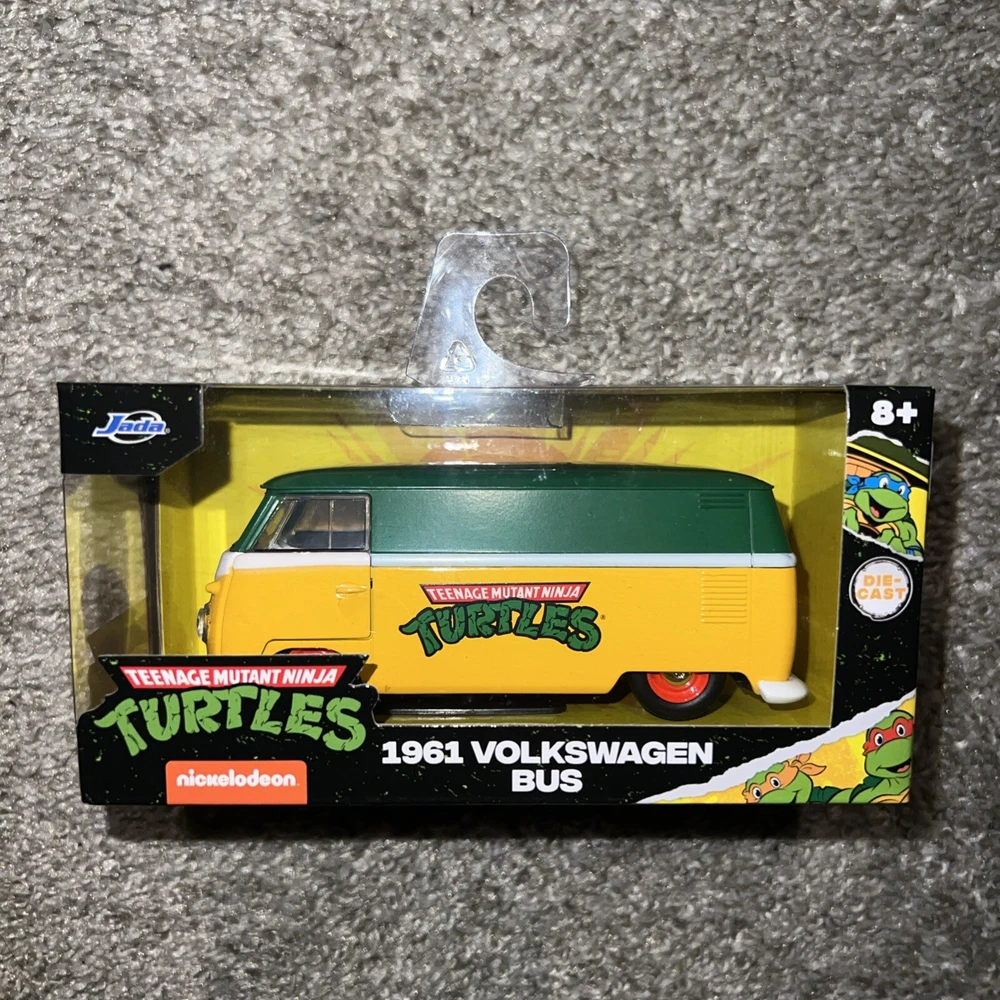 Jada
8+
TEENAGE MUTANT NINJA
TURTLES
DIE-
CAST
TEENAGE MUTANT NINJA
TURTLES
nickelodeon
1961 VOLKSWAGEN
BUS